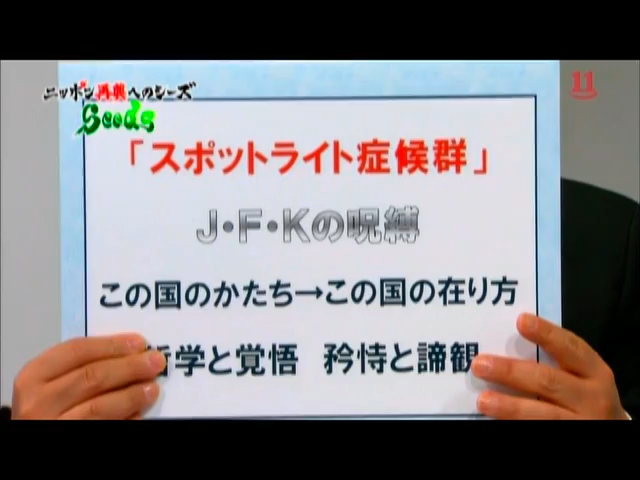 ニッポン再興へのシーズ
Seeds
11
「スポットライト症候群」
J・F・Kの呪縛
この国のかたち→この国の在り方
哲学と覚悟 矜恃と諦観